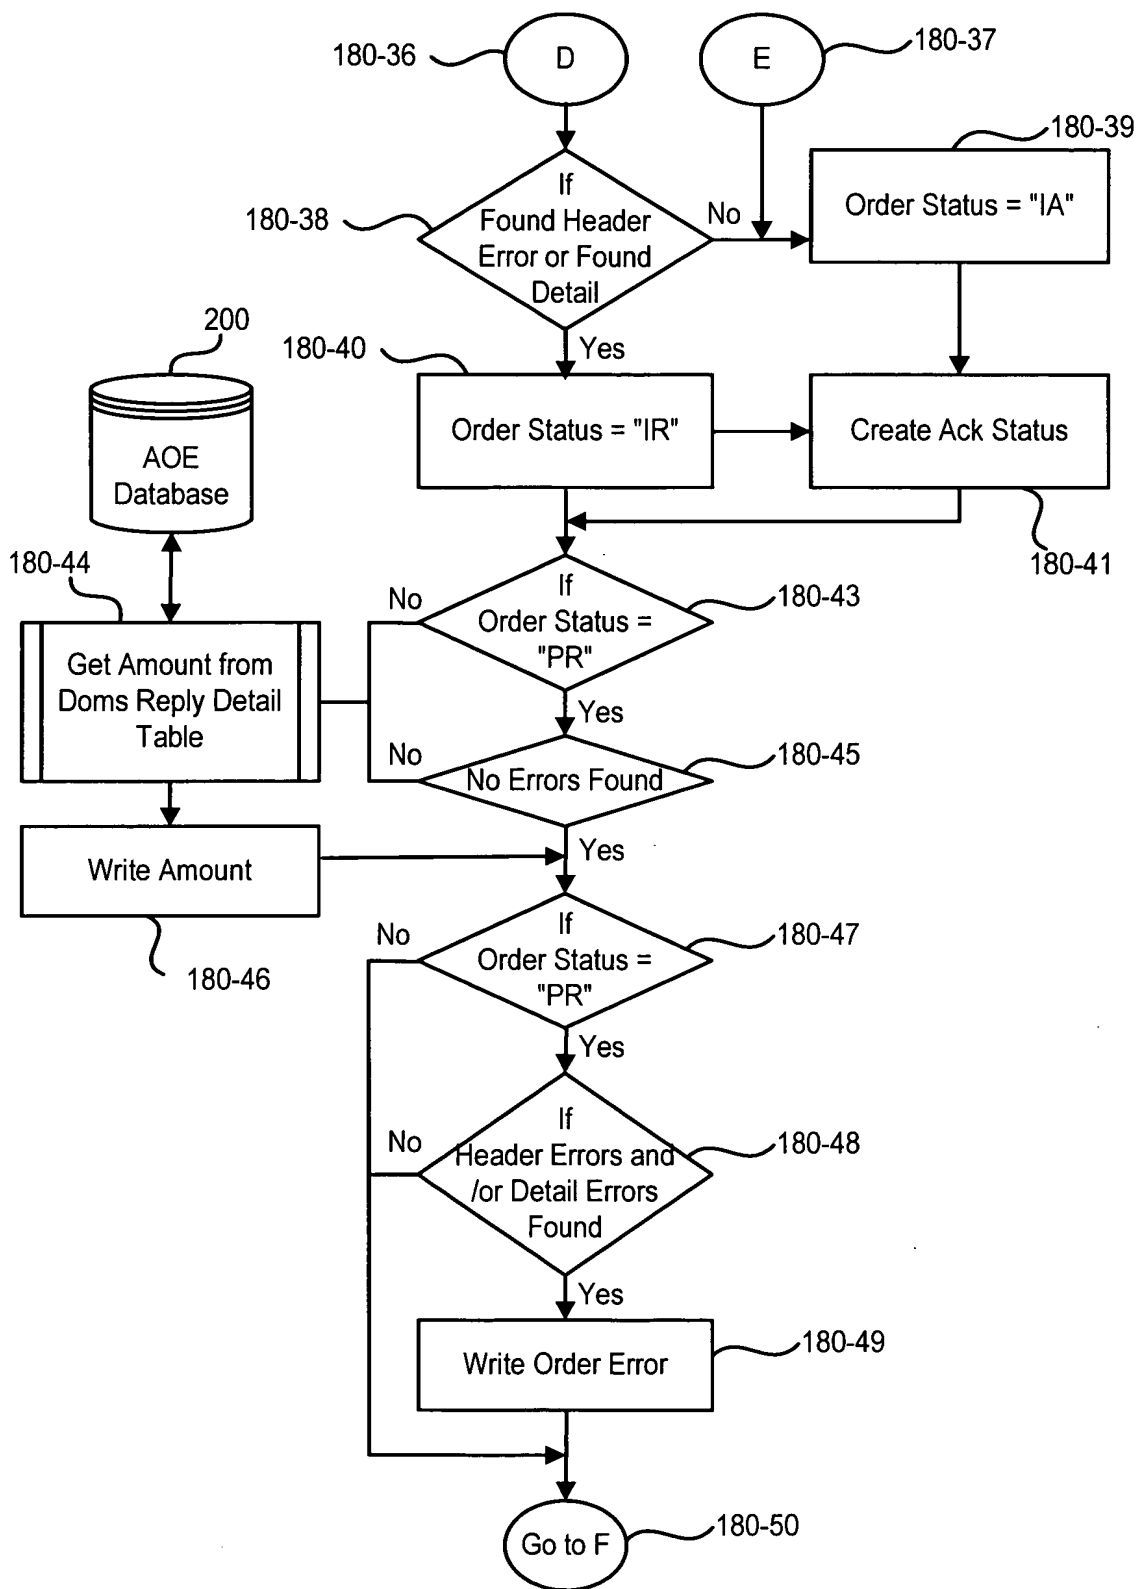 180-36
D
E
180-37
180-39
If
Found Header
Error or Found
Detail
180-38
No
Order Status = "IA"
200
180-40
Yes
AOE
Database
Order Status = "IR"
Create Ack Status
180-44
180-41
No
If
Order Status =
"PR"
180-43
Get Amount from
Doms Reply Detail
Table
Yes
No
No Errors Found
180-45
Write Amount
Yes
180-46
No
If
Order Status =
"PR"
180-47
Yes
No
If
Header Errors and
/or Detail Errors
Found
180-48
Yes
Write Order Error
180-49
Go to F
180-50